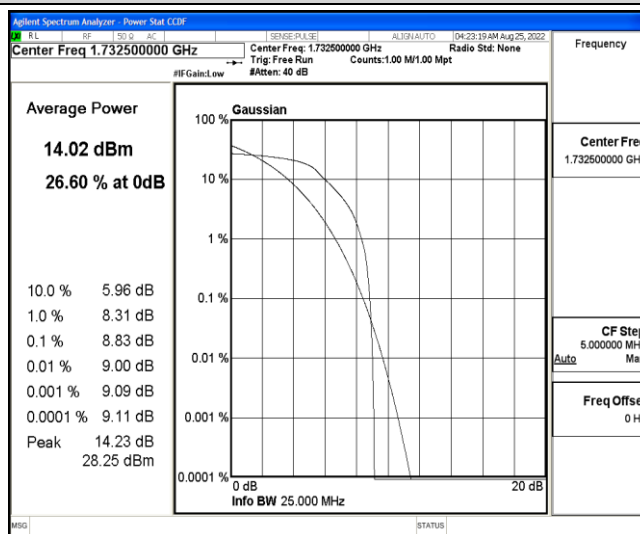 Agilent Spectrum Analyzer - Power Stat CCDF
RL RF 50 Ω AC SENSE:PULSE ALIGN AUTO 04:23:19 AM Aug 25, 2022
Center Freq 1.732500000 GHz
Center Freq: 1.732500000 GHz Radio Std: None
Trig: Free Run Counts:1.00 M/1.00 Mpt
#IFGain:Low #Atten: 40 dB
Average Power
14.02 dBm
26.60 % at 0dB
10.0 % 5.96 dB
1.0 % 8.31 dB
0.1 % 8.83 dB
0.01 % 9.00 dB
0.001 % 9.09 dB
0.0001 % 9.11 dB
Peak 14.23 dB
28.25 dBm
Gaussian
100 %
10 %
1 %
0.1 %
0.01 %
0.001 %
0.0001 %
0 dB 20 dB
Info BW 25.000 MHz
Frequency
Center Fre
1.732500000 GH
CF Step
5.000000 MH
Auto Ma
Freq Offse
0 H
MSG STATUS